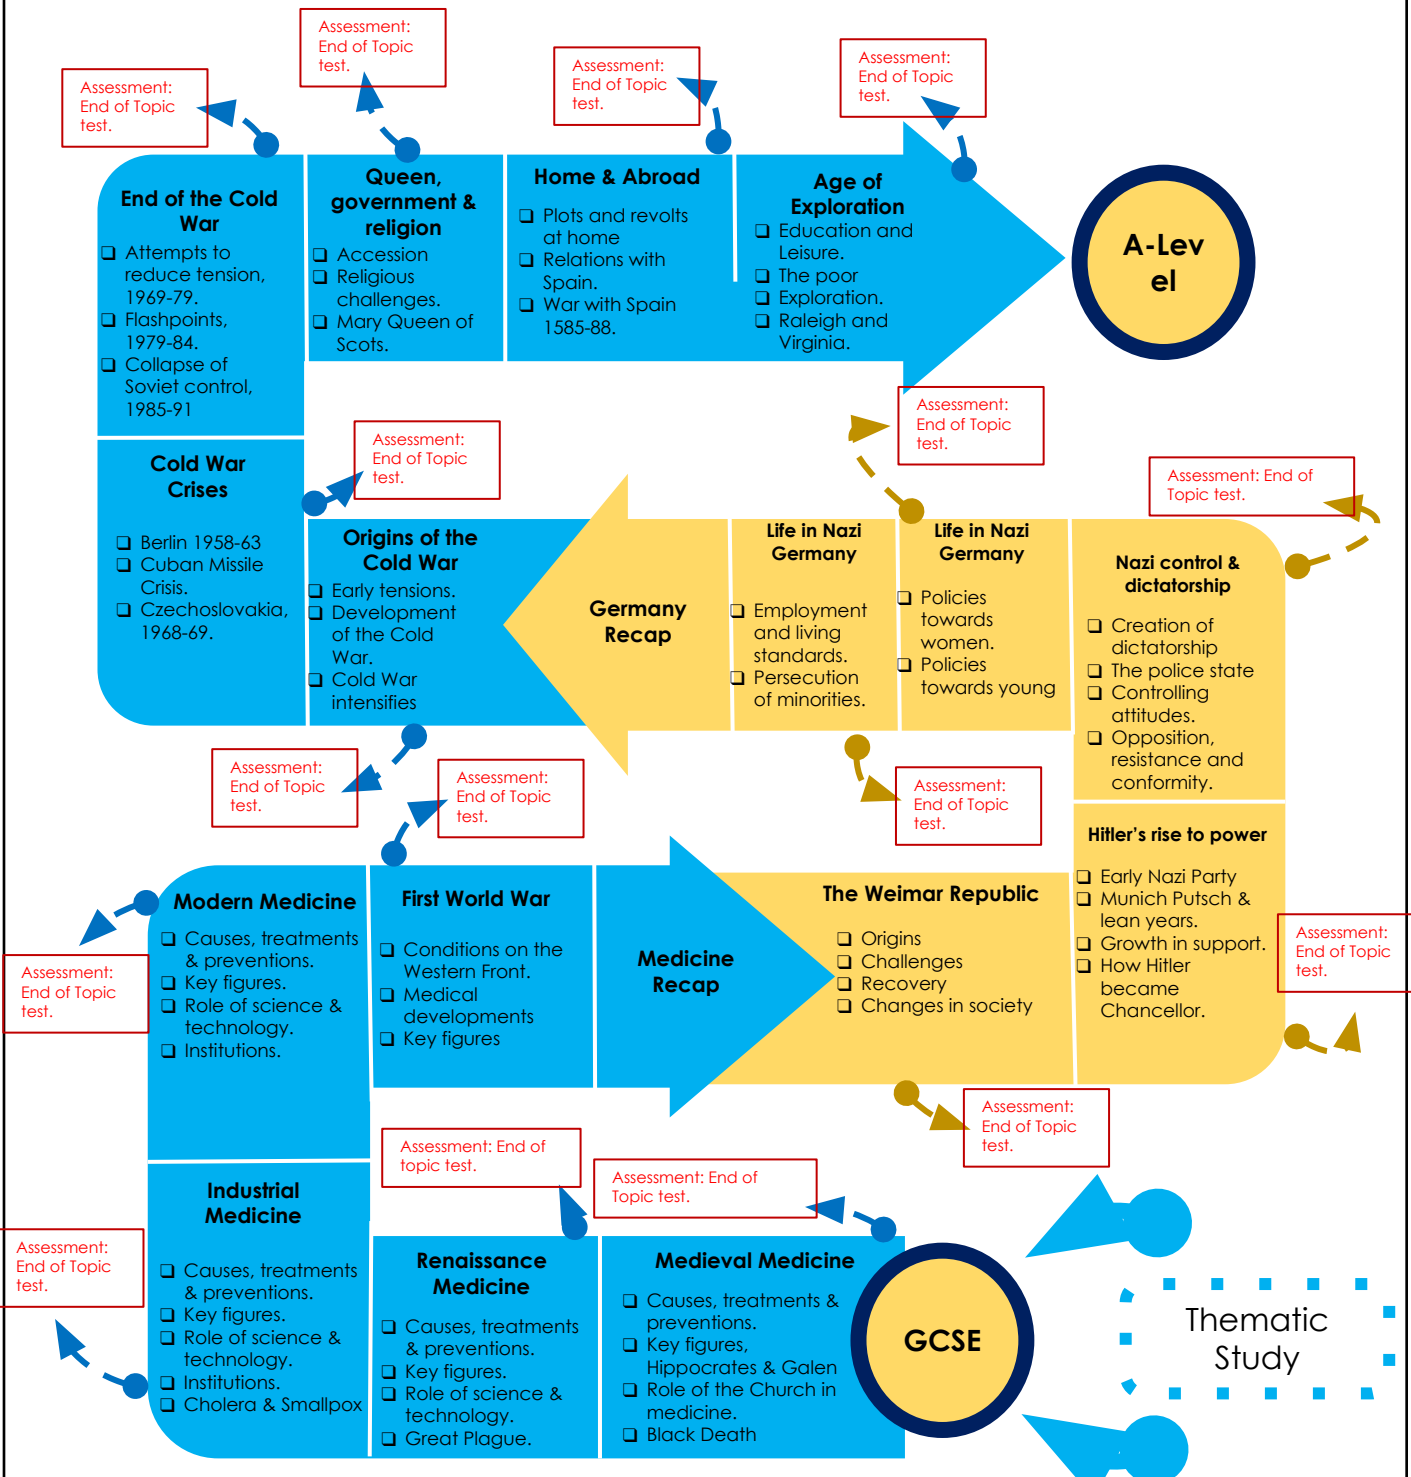 Assessment:
End of Topic
test.
Assessment:
End of Topic
test.
Assessment:
End of Topic
test.
Assessment:
End of Topic
test.
End of the Cold
War
❑ Attempts to
reduce tension,
1969-79.
❑ Flashpoints,
1979-84.
❑ Collapse of
Soviet control,
1985-91
Queen,
government &
religion
❑ Accession
❑ Religious
challenges.
❑ Mary Queen of
Scots.
Home & Abroad
❑ Plots and revolts
at home
❑ Relations with
Spain.
❑ War with Spain
1585-88.
Age of
Exploration
❑ Education and
Leisure.
❑ The poor
❑ Exploration.
❑ Raleigh and
Virginia.
A-Lev
el
Cold War
Crises
❑ Berlin 1958-63
❑ Cuban Missile
Crisis.
❑ Czechoslovakia,
1968-69.
Assessment:
End of Topic
test.
Origins of the
Cold War
❑ Early tensions.
❑ Development
of the Cold
War.
❑ Cold War
intensifies
Germany
Recap
Life in Nazi
Germany
❑ Employment
and living
standards.
❑ Persecution
of minorities.
Assessment:
End of Topic
test.
Life in Nazi
Germany
❑ Policies
towards
women.
❑ Policies
towards young
Assessment: End of
Topic test.
Nazi control &
dictatorship
❑ Creation of
dictatorship
❑ The police state
❑ Controlling
attitudes.
❑ Opposition,
resistance and
conformity.
Assessment:
End of Topic
test.
Assessment:
End of Topic
test.
Assessment:
End of Topic
test.
Modern Medicine
❑ Causes, treatments
& preventions.
❑ Key figures.
❑ Role of science &
technology.
❑ Institutions.
Assessment:
End of Topic
test.
First World War
❑ Conditions on the
Western Front.
❑ Medical
developments
❑ Key figures
Medicine
Recap
The Weimar Republic
❑ Origins
❑ Challenges
❑ Recovery
❑ Changes in society
Hitler’s rise to power
❑ Early Nazi Party
❑ Munich Putsch &
lean years.
❑ Growth in support.
❑ How Hitler
became
Chancellor.
Assessment:
End of Topic
test.
Assessment:
End of Topic
test.
Assessment: End of
topic test.
Assessment: End of
Topic test.
Assessment:
End of Topic
test.
Industrial
Medicine
❑ Causes, treatments
& preventions.
❑ Key figures.
❑ Role of science &
technology.
❑ Institutions.
❑ Cholera & Smallpox
Renaissance
Medicine
❑ Causes, treatments
& preventions.
❑ Key figures.
❑ Role of science &
technology.
❑ Great Plague.
Medieval Medicine
❑ Causes, treatments &
preventions.
❑ Key figures,
Hippocrates & Galen
❑ Role of the Church in
medicine.
❑ Black Death
GCSE
Thematic
Study